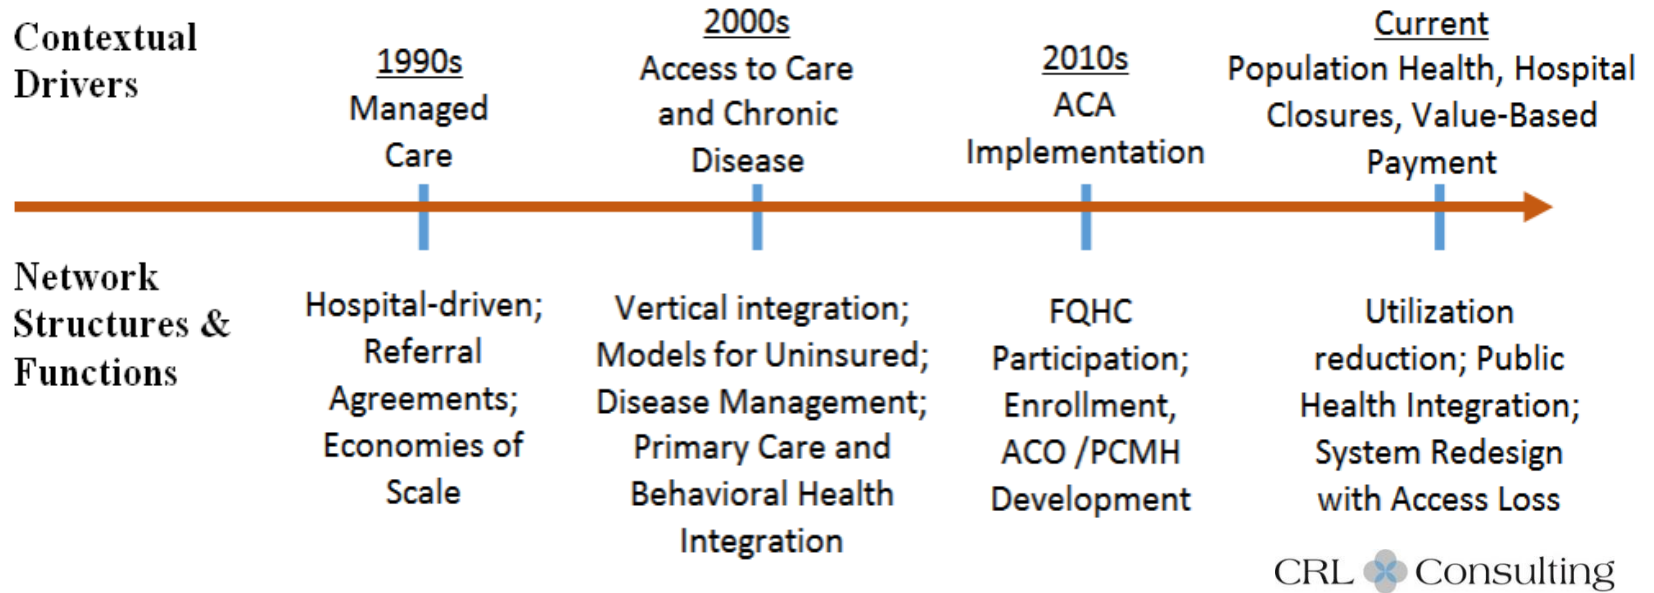 Contextual
Drivers
1990s
Managed
Care
2000s
Access to Care
and Chronic
Disease
2010s
ACA
Implementation
Current
Population Health, Hospital
Closures, Value-Based
Payment
Network
Structures &
Functions
Hospital-driven;
Referral
Agreements;
Economies of
Scale
Vertical integration;
Models for Uninsured;
Disease Management;
Primary Care and
Behavioral Health
Integration
FQHC
Participation;
Enrollment,
ACO /PCMH
Development
Utilization
reduction; Public
Health Integration;
System Redesign
with Access Loss
CRL Consulting